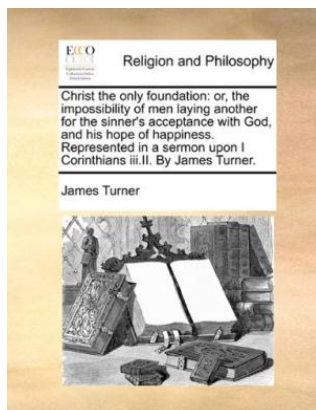 ECCO
Religion and Philosophy
Christ the only foundation: or, the
impossibility of men laying another
for the sinner's acceptance with God,
and his hope of happiness.
Represented in a sermon upon I
Corinthians iii.II. By James Turner.
James Turner